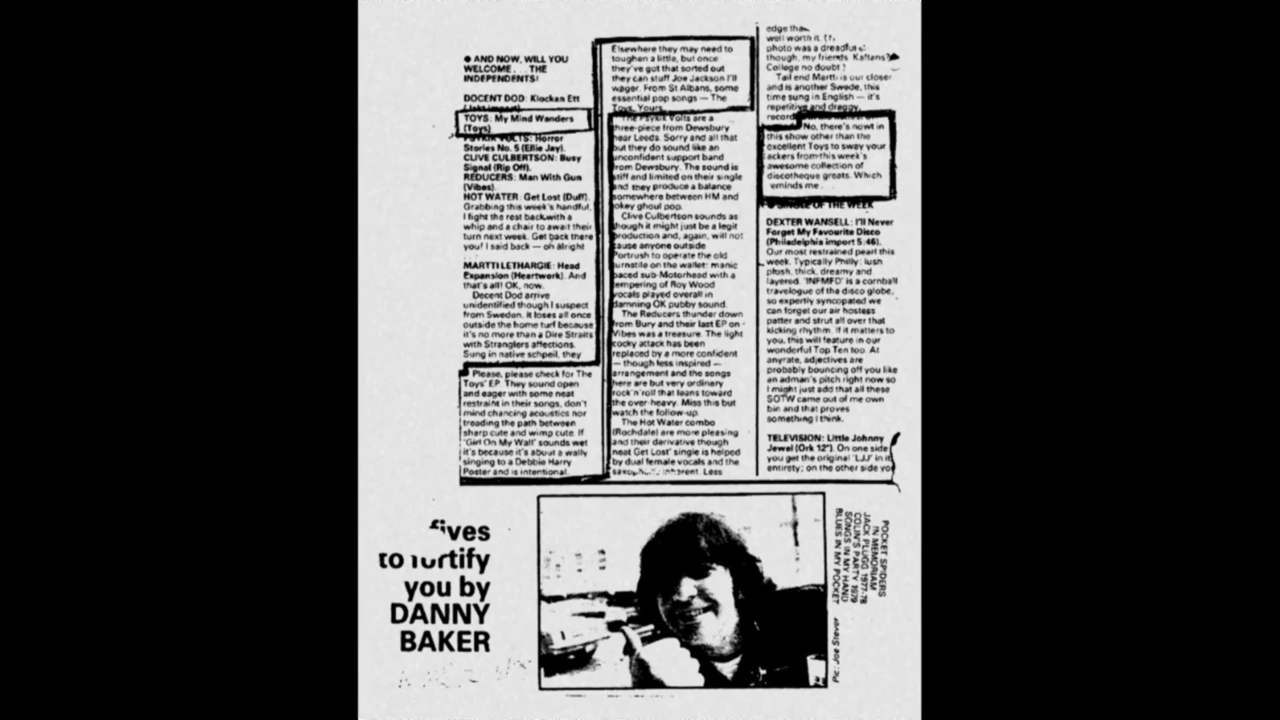 ● AND NOW, WILL YOU
WELCOME . . . THE
INDEPENDENTS!
DOCENT DOD: Klockan Ett
TOYS: My Mind Wanders
(Toys)
PSYKIK VOLTS: Horror
Stories No. 5 (Ellie Jay).
CLIVE CULBERTSON: Busy
Signal (Rip Off).
REDUCERS: Man With Gun
(Vibes).
HOT WATER: Get Lost (Duff).
Grabbing this week's handful,
I fight the rest back with a
whip and a chair to await their
turn next week. Get back there
you! I said back — oh alright
MARTTI LETHARGIE: Head
Expansion (Heartwork). And
that's all! OK, now.
Decent Dod arrive
unidentified though I suspect
from Sweden. it loses all once
outside the home turf because
it's no more than a Dire Straits
with Stranglers affections.
Sung in native schpeil, they
Please, please check for The
Toys' EP. They sound open
and eager with some neat
restraint in their songs, don't
mind chancing acoustics nor
treading the path between
sharp cute and wimp cute. If
'Girl On My Wall' sounds wet
it's because it's about a wally
singing to a Debbie Harry
Poster and is intentional.
Elsewhere they may need to
toughen a little, but once
they've got that sorted out
they can stuff Joe Jackson I'll
wager. From St Albans, some
essential pop songs — The
Toys. Yours.
The Psykik Volts are a
three-piece from Dewsbury
near Leeds. Sorry and all that
but they do sound like an
unconfident support band
from Dewsbury. The sound is
stiff and limited on their single
and they produce a balance
somewhere between HM and
okey ghoul pop.
Clive Culbertson sounds as
though it might just be a legit
production and, again, will not
cause anyone outside
Portrush to operate the old
turnstile on the wallet: manic
paced sub-Motorhead with a
tempering of Roy Wood
vocals played overall in
damning OK pubby sound.
The Reducers thunder down
from Bury and their last EP on
Vibes was a treasure. The light
cocky attack has been
replaced by a more confident
— though less inspired —
arrangement and the songs
here are but very ordinary
rock'n'roll that leans toward
the over-heavy. Miss this but
watch the follow-up.
The Hot Water combo
(Rochdale) are more pleasing
and their derivative though
neat Get Lost' single is helped
by dual female vocals and the
inherent. Less
edge
well worth it.
photo was a dreadful
though, my friends. Kaftans?
College no doubt!
Tail end Martti is our closer
and is another Swede, this
time sung in English — it's
repetitive and draggy,
No, there's nowt in
this show other than the
excellent Toys to sway your
ackers from this week's
awesome collection of
discotheque greats. Which
reminds me .
● SINGLE OF THE WEEK
DEXTER WANSELL: I'll Never
Forget My Favourite Disco
(Philadelphia import 5:46).
Our most restrained pearl this
week. Typically Philly: lush
plush, thick, dreamy and
layered. 'INFMFD' is a cornball
travelogue of the disco globe,
so expertly syncopated we
can forget our air hostess
patter and strut all over that
kicking rhythm. If it matters to
you, this will feature in our
wonderful Top Ten too. At
anyrate, adjectives are
probably bouncing off you like
an adman's pitch right now so
I might just add that all these
SOTW came out of me own
bin and that proves
something I think.
TELEVISION: Little Johnny
Jewel (Ork 12"). On one side
you get the original 'LJJ' in it
entirety; on the other side yo
fives
to fortify
you by
DANNY
BAKER
POCKET SPIDERS
IN MEMORIAM
JACK PLUGG 1977-78
COLIN'S PARTY 1979
SONGS IN MY HAND
BLUES IN MY POCKET
Pic: Joe Stevens